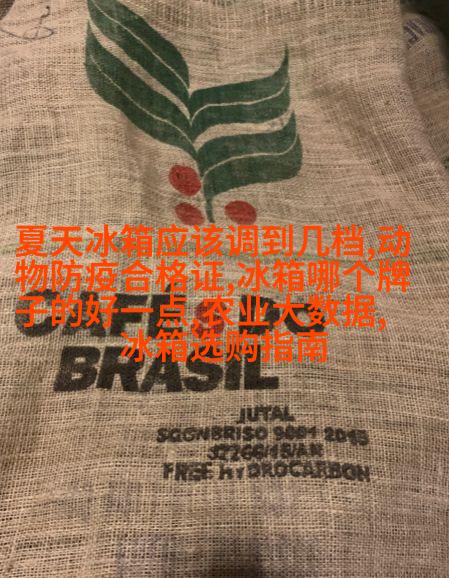 夏天冰箱应该调到几档,动
物防疫合格证,冰箱哪个牌
子的好一点,农业大数据,
冰箱选购指南
BRASIL
JUTAL
9001 2015
FREE HYDROCARBON